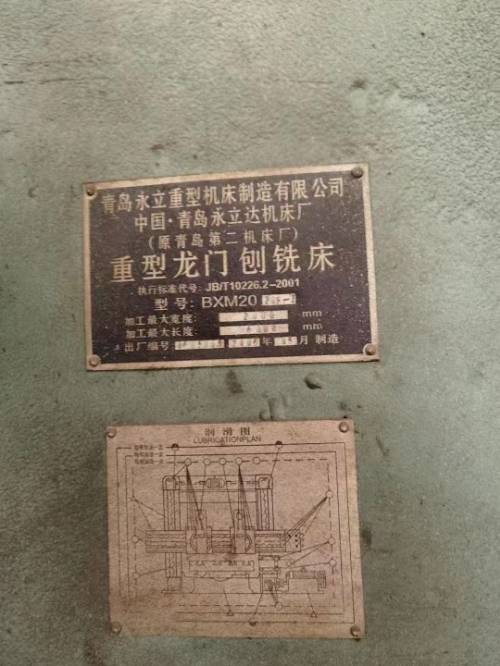 青岛永立重型机床制造有限公司
中国·青岛永立达机床厂
(原青岛第二机床厂)
重型龙门刨铣床
执行标准代号: JB/T10226.2-2001
型号: BXM20
加工最大宽度: 2000 mm
加工最大长度: mm
出厂编号: 年 月 制造
润滑图
LUBRICATIONPLAN